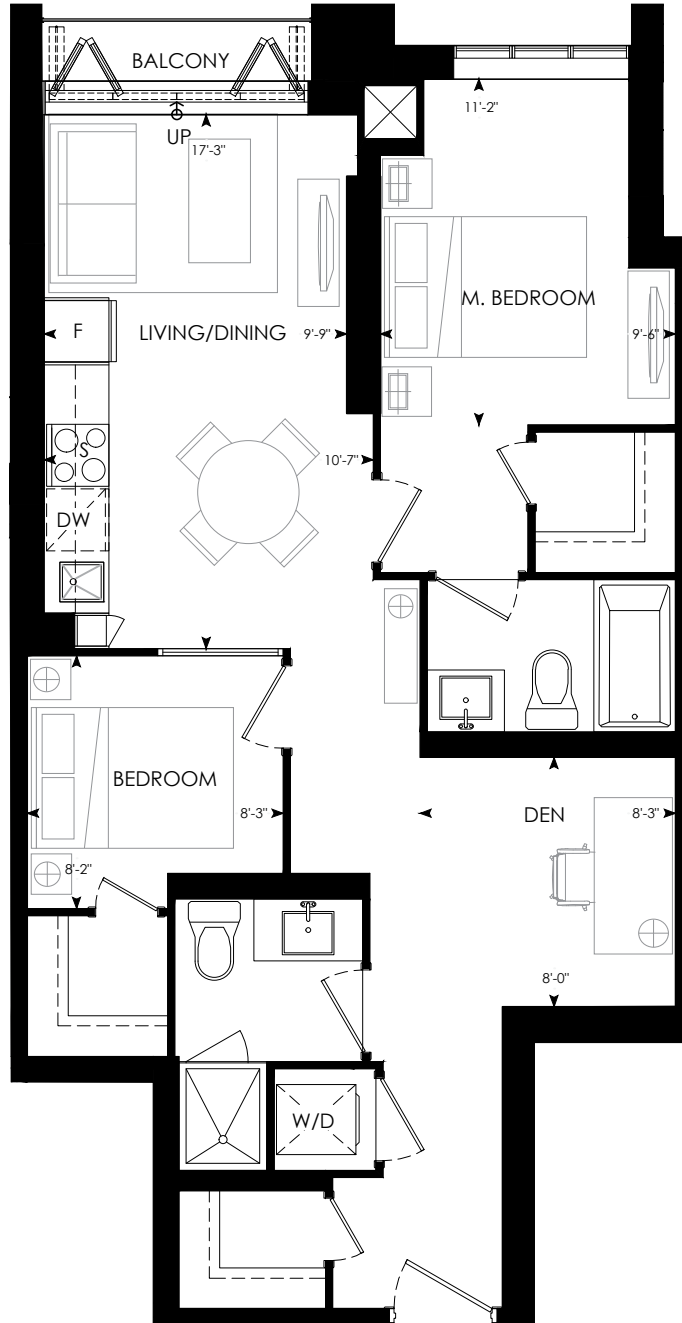 BALCONY
UP
17'-3"
11'-2"
M. BEDROOM
F
LIVING/DINING
9'-9"
9'-6"
S
10'-7"
DW
BEDROOM
8'-3"
DEN
8'-3"
8'-2"
8'-0"
W/D